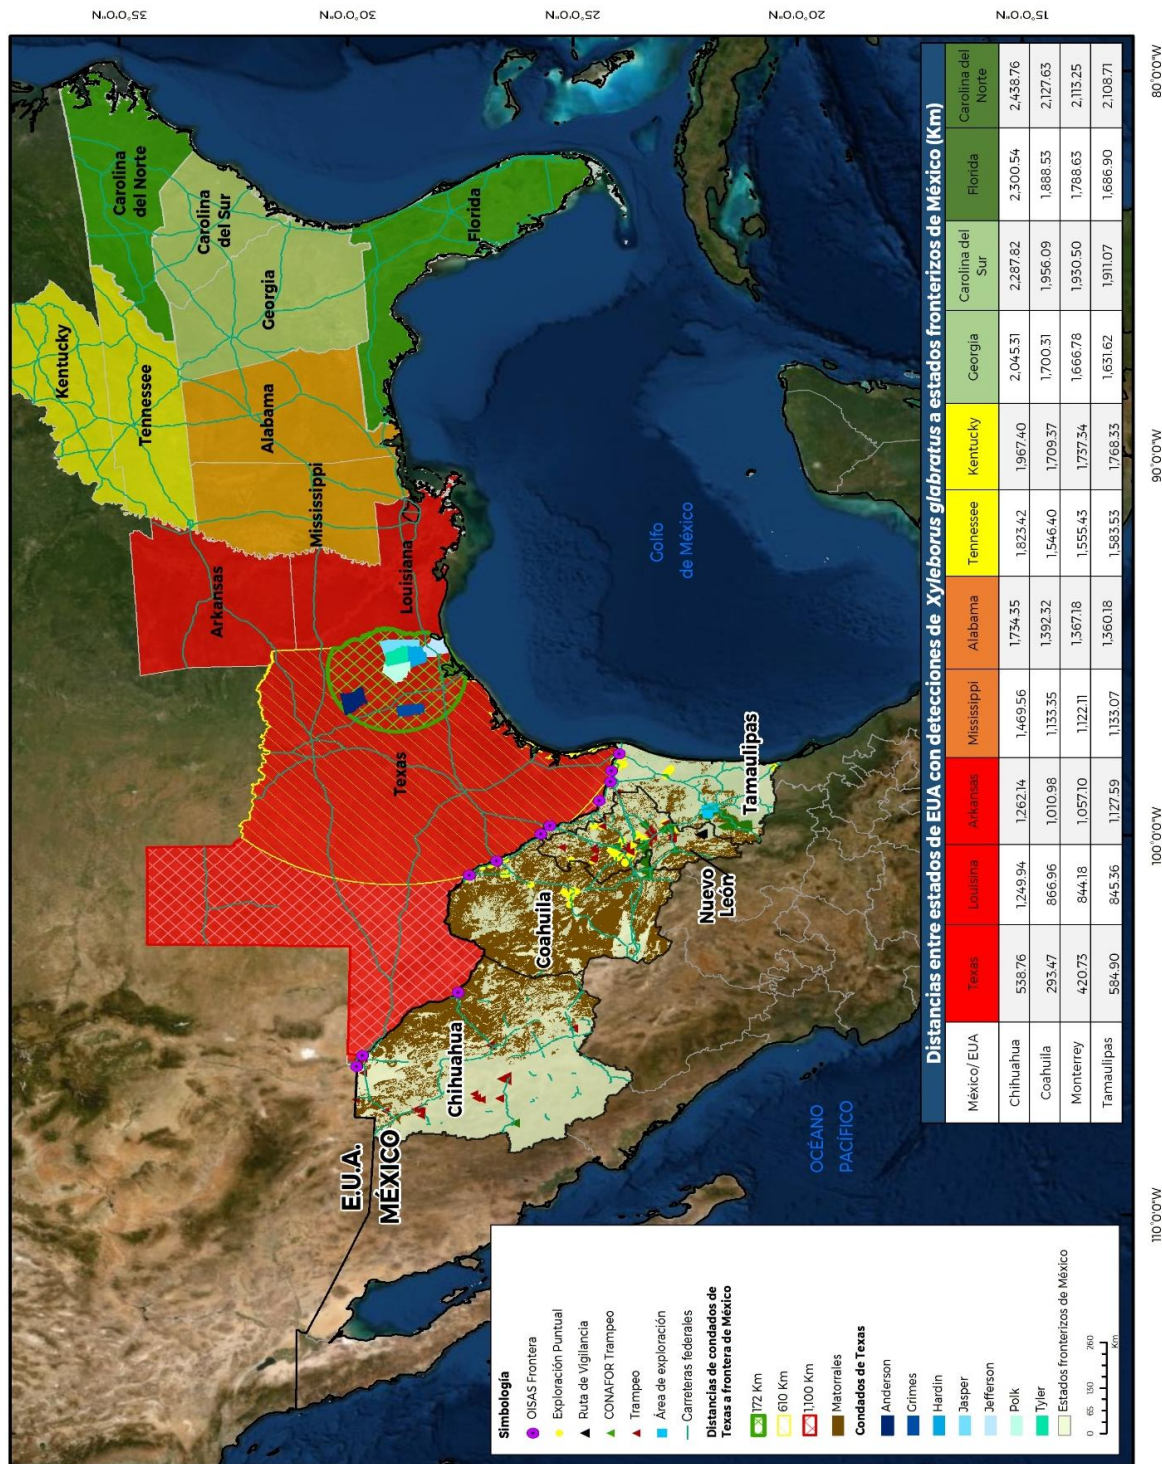 35°0'0"N
30°0'0"N
25°0'0"N
20°0'0"N
15°0'0"N
110°0'0"W
100°0'0"W
90°0'0"W
80°0'0"W
Kentucky
Tennessee
Carolina
del Norte
Carolina
del Sur
Georgia
Alabama
Mississippi
Florida
Arkansas
Louisiana
Texas
E.U.A.
MÉXICO
Chihuahua
Coahuila
Nuevo
León
Tamaulipas
Golfo
de México
OCÉANO
PACÍFICO
Simbología
OISAS Frontera
Exploración Puntual
Ruta de Vigilancia
CONAFOR Trampeo
Trampeo
Área de exploración
Carreteras federales
Distancias de condados de
Texas a frontera de México
172 Km
610 Km
1,100 Km
Matorrales
Condados de Texas
Anderson
Grimes
Hardin
Jasper
Jefferson
Polk
Tyler
Estados fronterizos de México
0 65 130 260
Km
Distancias entre estados de EUA con detecciones de Xyleborus glabratus a estados fronterizos de México (Km)
México/ EUA Texas Louisina Arkansas Mississippi Alabama Tennessee Kentucky Georgia Carolina del Sur Florida Carolina del Norte
Chihuahua 538.76 1,249.94 1,262.14 1,469.56 1,734.35 1,823.42 1,967.40 2,045.31 2,287.82 2,300.54 2,438.76
Coahuila 293.47 866.96 1,010.98 1,133.35 1,392.32 1,546.40 1,709.37 1,700.31 1,956.09 1,888.53 2,127.63
Monterrey 420.73 844.18 1,057.10 1,122.11 1,367.18 1,555.43 1,737.34 1,666.78 1,930.50 1,788.63 2,113.25
Tamaulipas 584.90 845.36 1,127.59 1,133.07 1,360.18 1,583.53 1,768.33 1,631.62 1,911.07 1,686.90 2,108.71